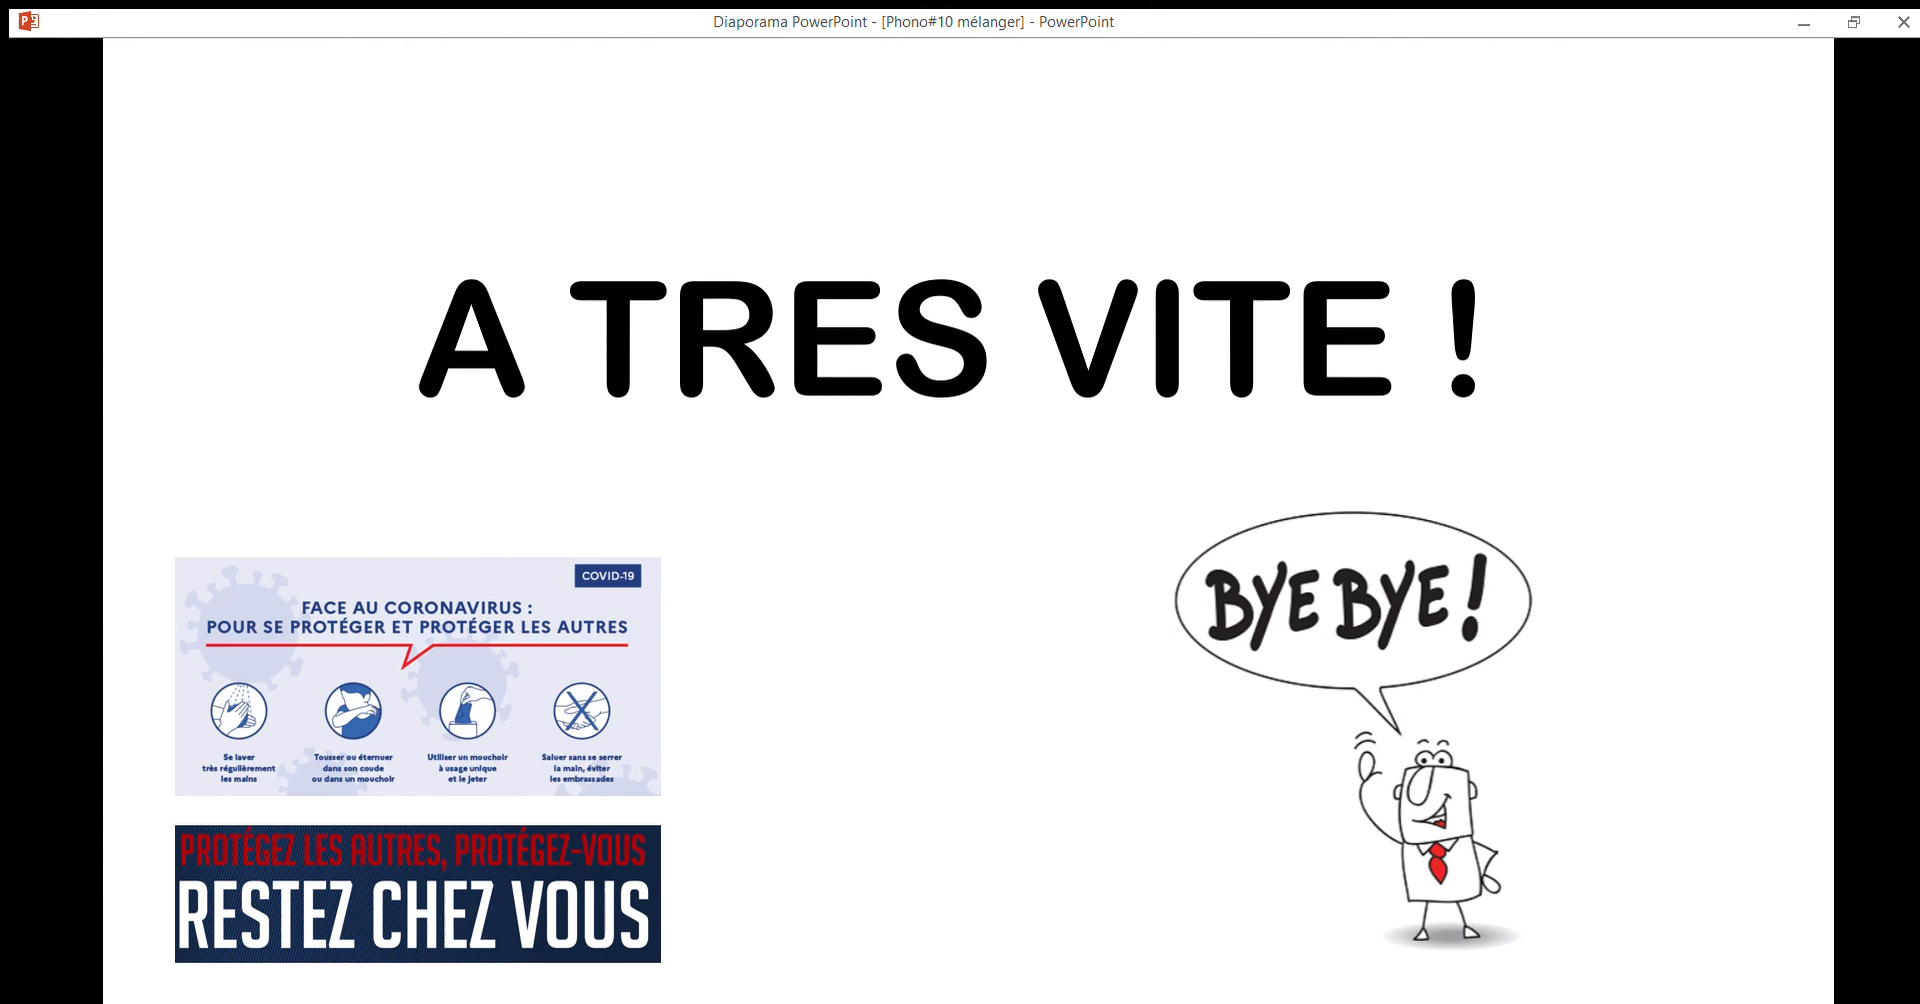 Diaporama PowerPoint - [Phono#10 mélanger] - PowerPoint
A TRES VITE !
COVID-19
FACE AU CORONAVIRUS :
POUR SE PROTÉGER ET PROTÉGER LES AUTRES
Se laver
très régulièrement
les mains
Tousser ou éternuer
dans son coude
ou dans un mouchoir
Utiliser un mouchoir
à usage unique
et le jeter
Saluer sans se serrer
la main, éviter
les embrassades
PROTÉGEZ LES AUTRES, PROTÉGEZ-VOUS
RESTEZ CHEZ VOUS
BYE BYE !